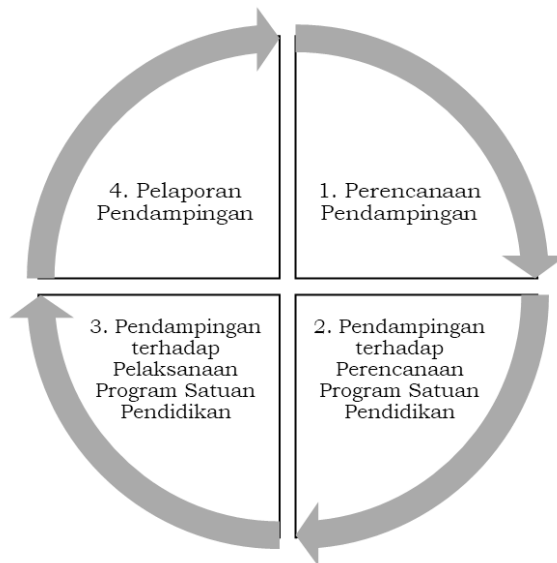 4. Pelaporan
Pendampingan
1. Perencanaan
Pendampingan
3. Pendampingan
terhadap
Pelaksanaan
Program Satuan
Pendidikan
2. Pendampingan
terhadap
Perencanaan
Program Satuan
Pendidikan